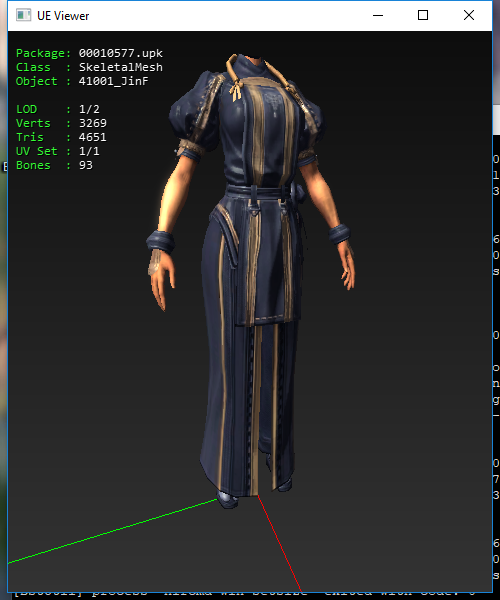 UE Viewer
Package: 00010577.upk
Class : SkeletalMesh
Object : 41001_JinF
LOD : 1/2
Verts : 3269
Tris : 4651
UV Set : 1/1
Bones : 93